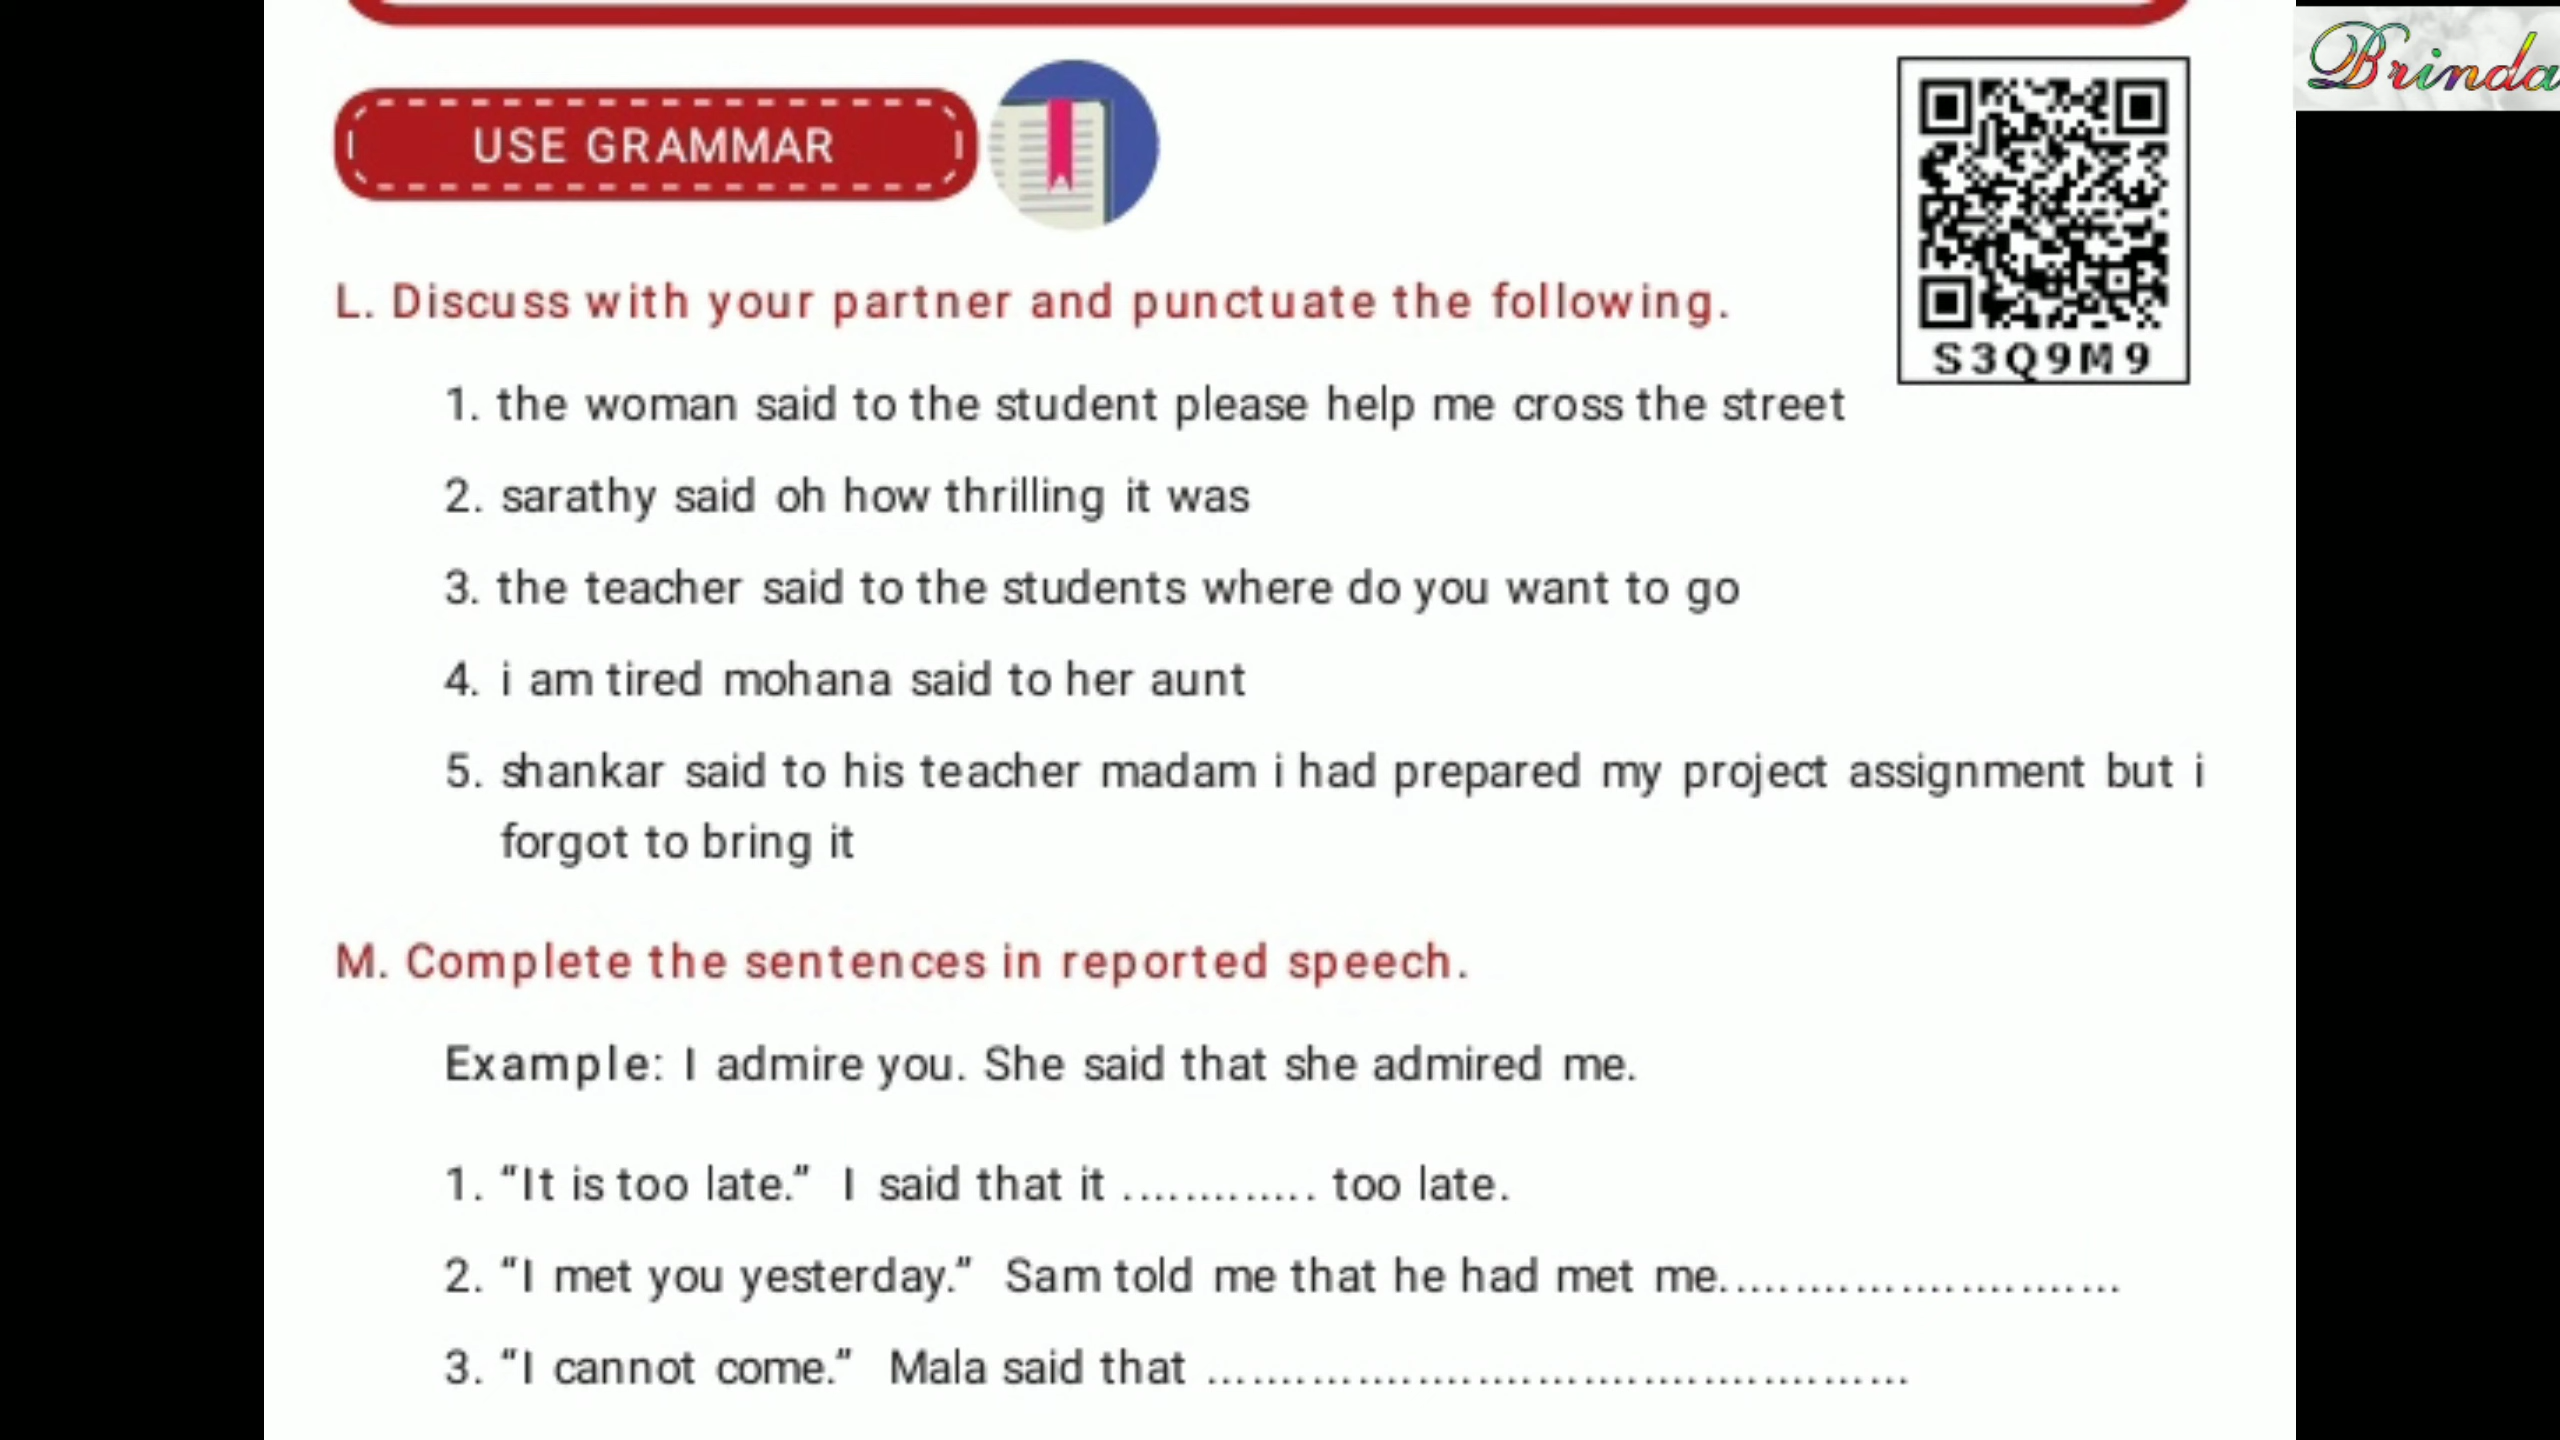 Brinda
USE GRAMMAR
S3Q9M9
L. Discuss with your partner and punctuate the following.
1. the woman said to the student please help me cross the street
2. sarathy said oh how thrilling it was
3. the teacher said to the students where do you want to go
4. i am tired mohana said to her aunt
5. shankar said to his teacher madam i had prepared my project assignment but i
forgot to bring it
M. Complete the sentences in reported speech.
Example: I admire you. She said that she admired me.
1. “It is too late.” I said that it ............. too late.
2. “I met you yesterday.” Sam told me that he had met me...........................
3. “I cannot come.” Mala said that ...............................................